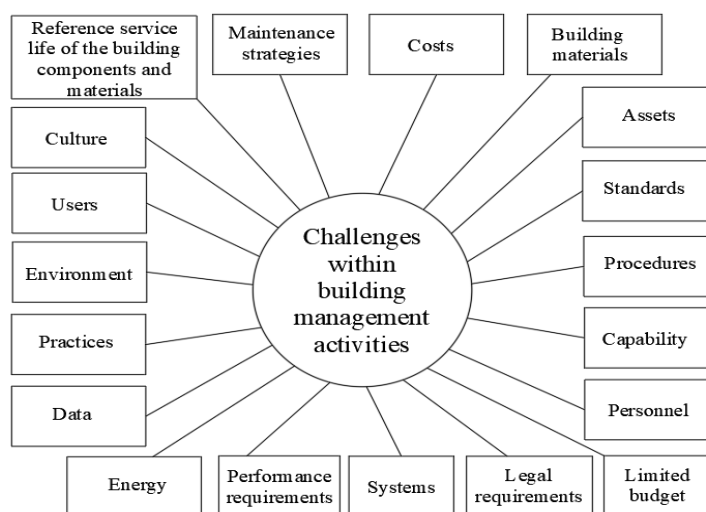 Reference service
life of the building
components and
materials
Maintenance
strategies
Costs
Building
materials
Culture
Assets
Users
Standards
Environment
Procedures
Practices
Capability
Data
Personnel
Challenges
within
building
management
activities
Energy
Performance
requirements
Systems
Legal
requirements
Limited
budget